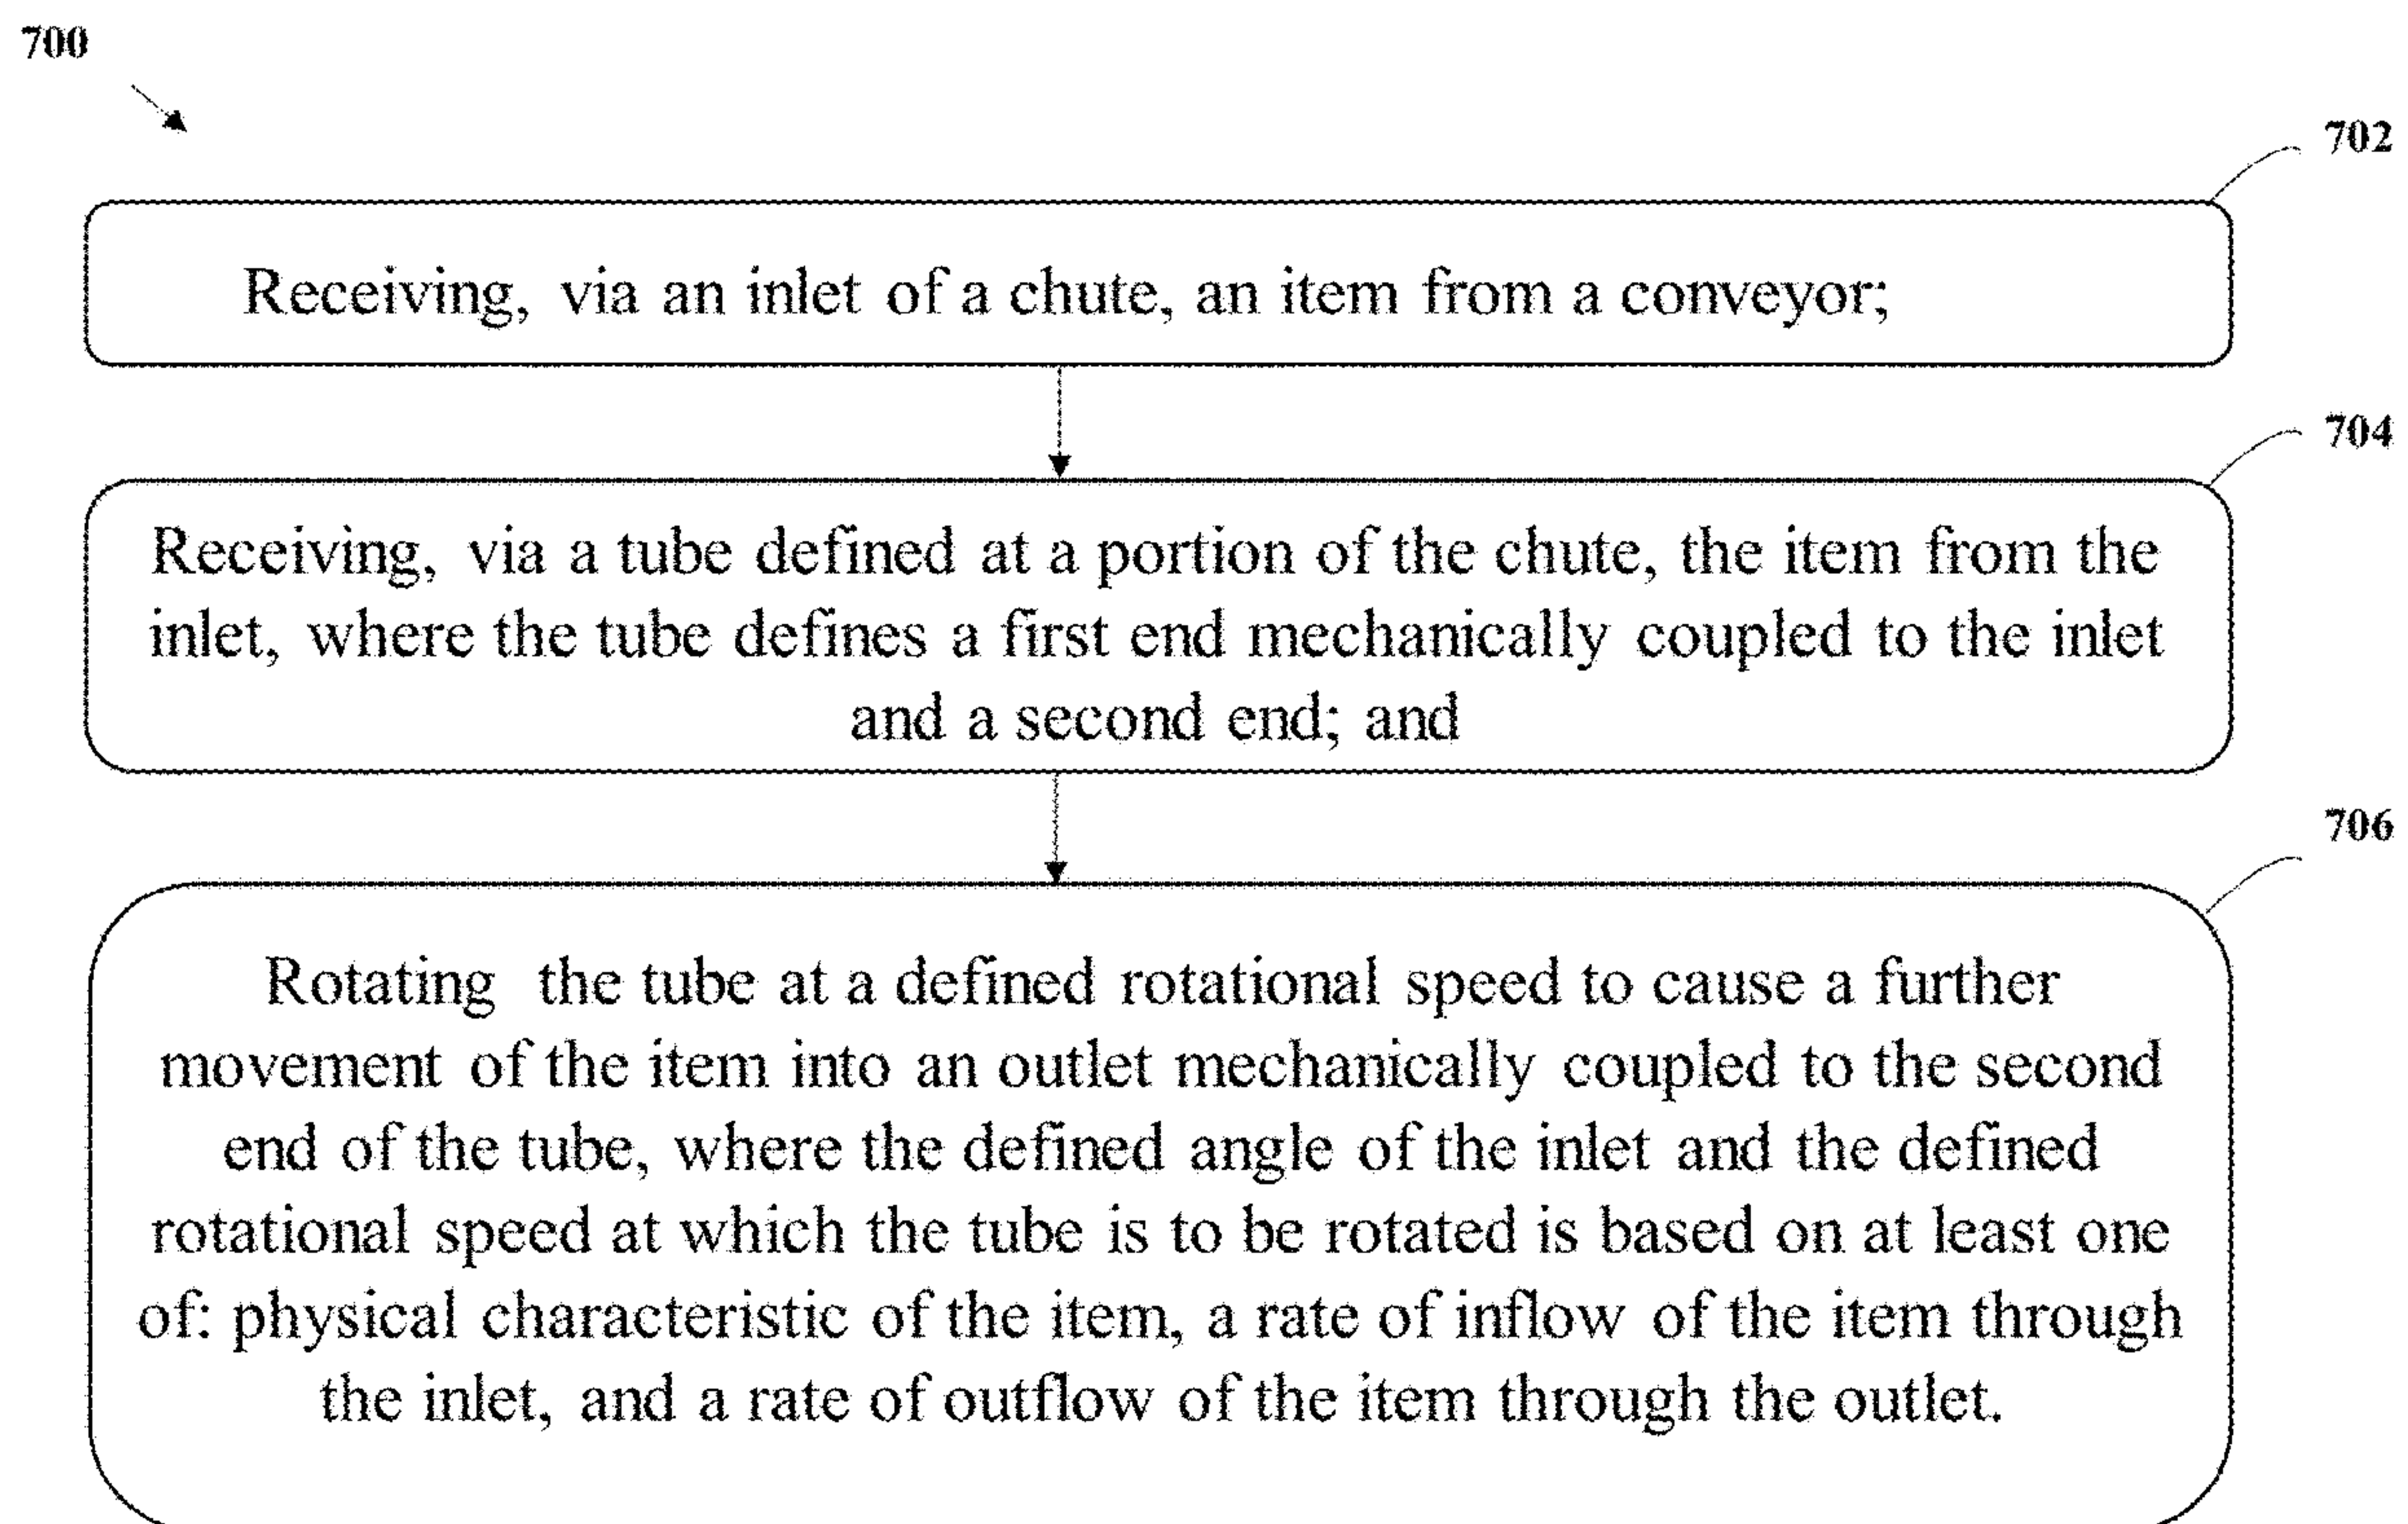 700
702
Receiving, via an inlet of a chute, an item from a conveyor;
704
Receiving, via a tube defined at a portion of the chute, the item from the
inlet, where the tube defines a first end mechanically coupled to the inlet
and a second end; and
706
Rotating the tube at a defined rotational speed to cause a further
movement of the item into an outlet mechanically coupled to the second
end of the tube, where the defined angle of the inlet and the defined
rotational speed at which the tube is to be rotated is based on at least one
of: physical characteristic of the item, a rate of inflow of the item through
the inlet, and a rate of outflow of the item through the outlet.